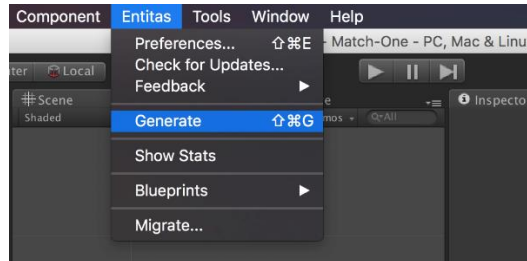 Component Entitas Tools Window Help
Preferences... ⇧⌘E
- Match-One - PC, Mac & Linu
Check for Updates...
Local
Feedback ▶
#Scene
Inspecto
Shaded
Generate ⇧⌘G
All
Show Stats
Blueprints ▶
Migrate...